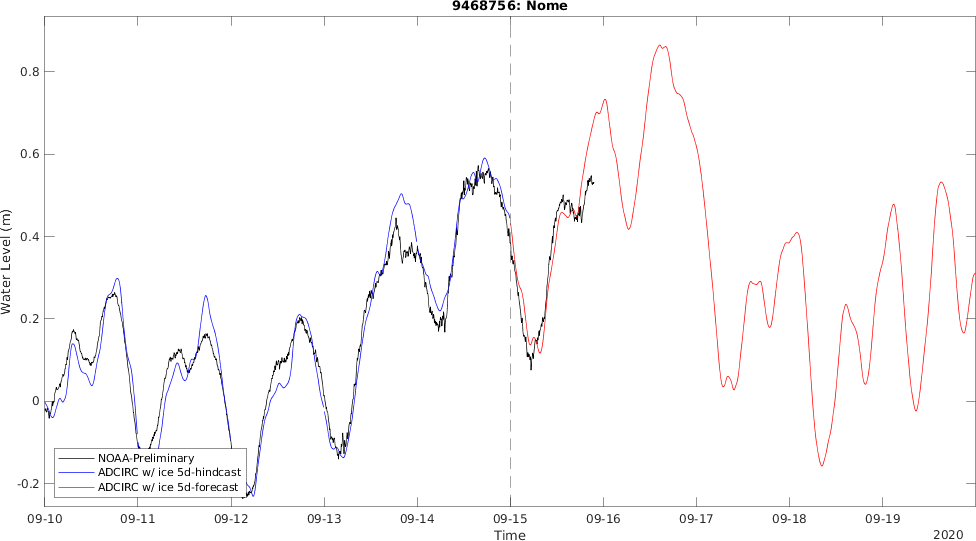 9468756: Nome
Water Level (m)
0.8
0.6
0.4
0.2
0
-0.2
NOAA-Preliminary
ADCIRC w/ ice 5d-hindcast
ADCIRC w/ ice 5d-forecast
09-10 09-11 09-12 09-13 09-14 09-15 09-16 09-17 09-18 09-19
Time
2020